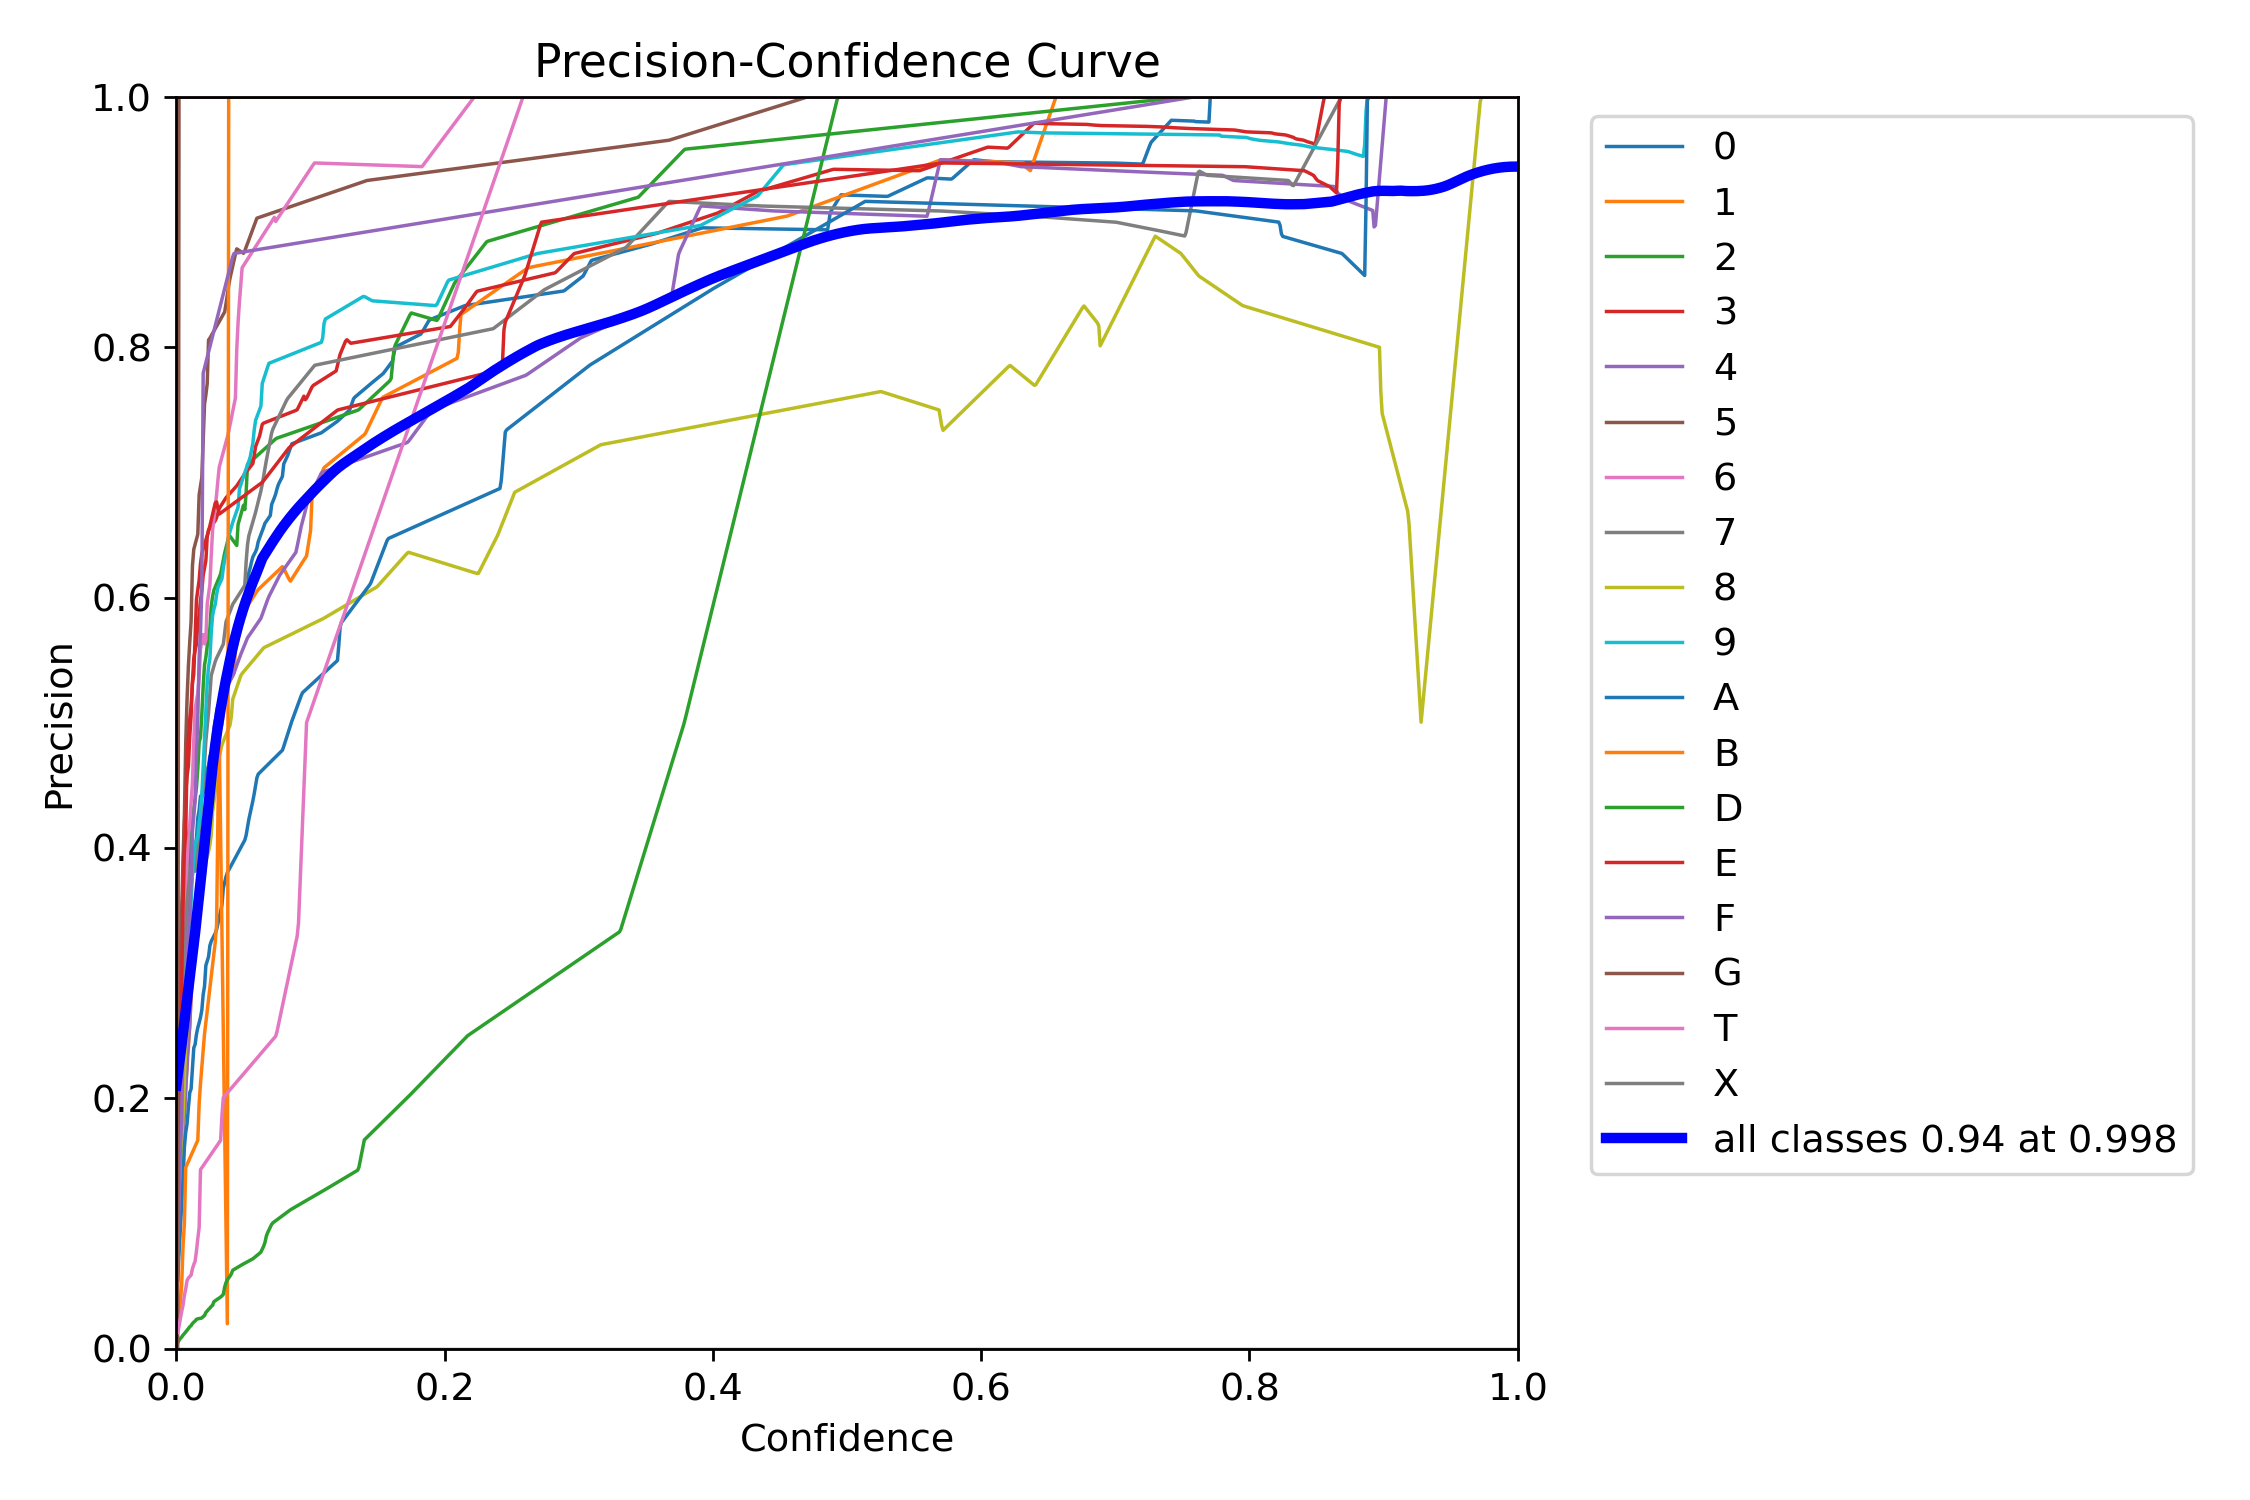 Precision-Confidence Curve
1.0
0.8
0.6
0.4
0.2
0.0
Precision
0.0 0.2 0.4 0.6 0.8 1.0
Confidence
0
1
2
3
4
5
6
7
8
9
A
B
D
E
F
G
T
X
all classes 0.94 at 0.998